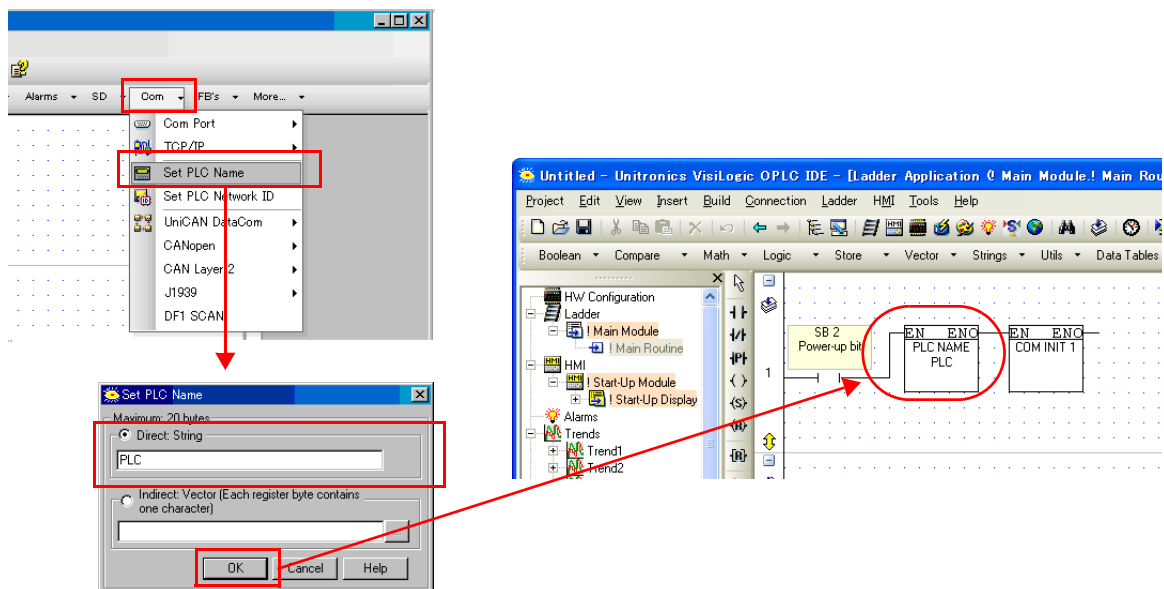 Alarms SD Com FB's More...
Com Port
TCP/IP
Set PLC Name
Set PLC Network ID
UniCAN DataCom
CANopen
CAN Layer 2
J1939
DF1 SCAN
Set PLC Name
Maximum: 20 bytes
Direct: String
PLC
Indirect: Vector (Each register byte contains
one character)
...
OK Cancel Help
Untitled - Unitronics VisiLogic OPLC IDE - [Ladder Application (! Main Module.! Main Rou
Project Edit View Insert Build Connection Ladder HMI Tools Help
Boolean Compare Math Logic Store Vector Strings Utils Data Tables
HW Configuration
Ladder
! Main Module
! Main Routine
HMI
! Start-Up Module
! Start-Up Display
Alarms
Trends
Trend1
Trend2
1
SB 2
Power-up bit
EN ENO
PLC NAME
PLC
EN ENO
COM INIT 1